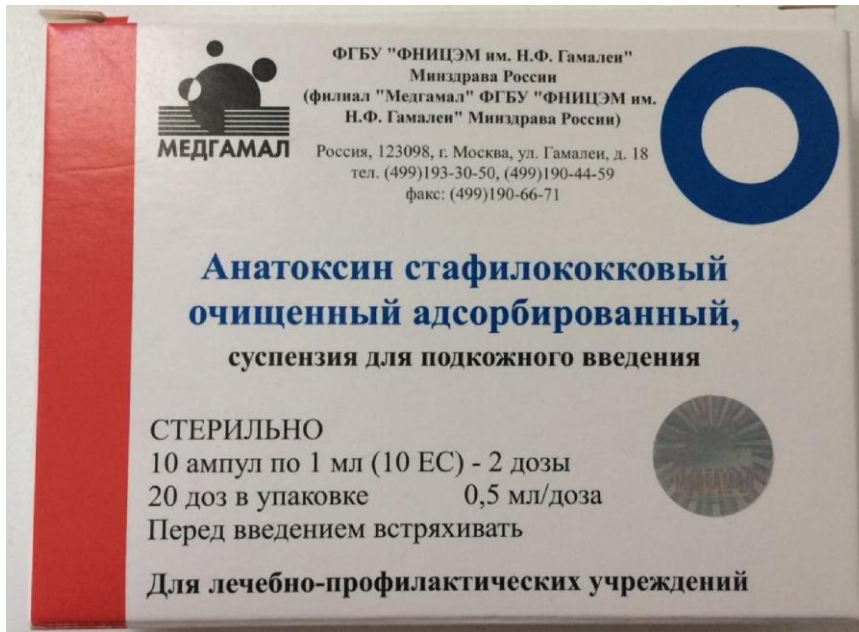 ФГБУ "ФНИЦЭМ им. Н.Ф. Гамалеи"
Минздрава России
(филиал "Медгамал" ФГБУ "ФНИЦЭМ им.
Н.Ф. Гамалеи" Минздрава России)
МЕДГАМАЛ
Россия, 123098, г. Москва, ул. Гамалеи, д. 18
тел. (499)193-30-50, (499)190-44-59
факс: (499)190-66-71
Анатоксин стафилококковый
очищенный адсорбированный,
суспензия для подкожного введения
СТЕРИЛЬНО
10 ампул по 1 мл (10 ЕС) - 2 дозы
20 доз в упаковке 0,5 мл/доза
Перед введением встряхивать
МЕДГАМАЛ
Для лечебно-профилактических учреждений